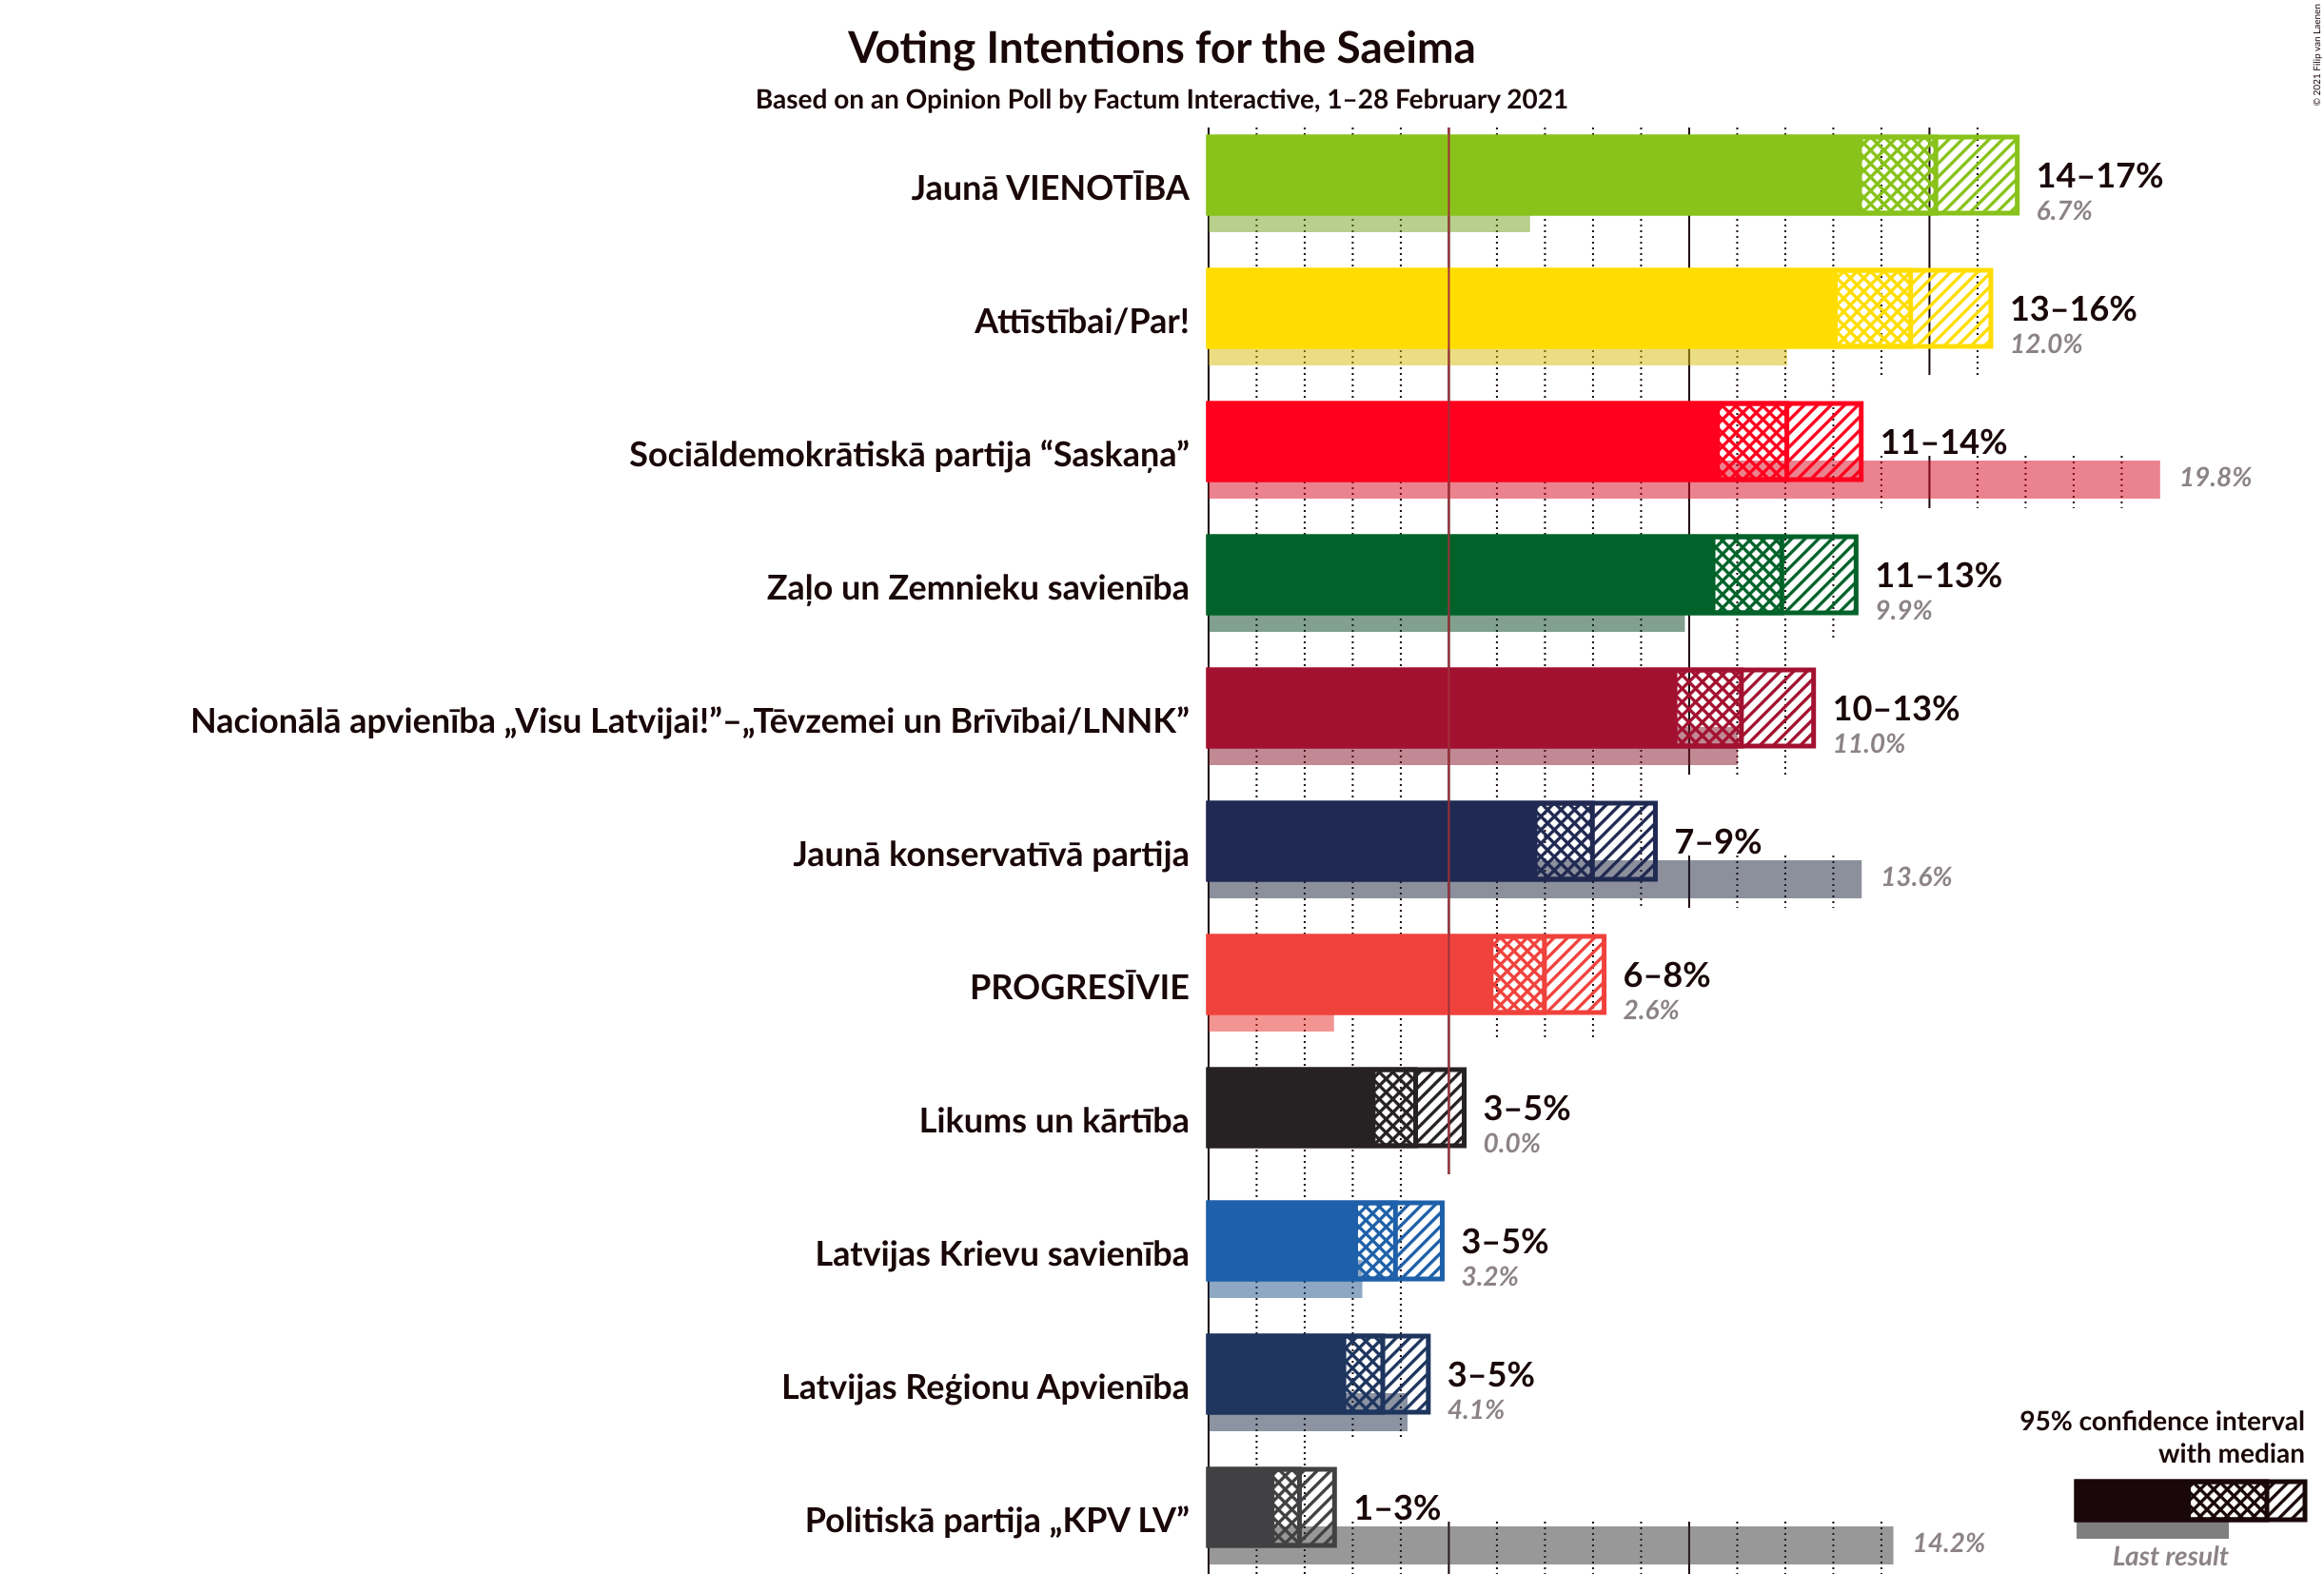 Voting Intentions for the Saeima
Based on an Opinion Poll by Factum Interactive, 1–28 February 2021
© 2021 Filip van Laenen
Jaunā VIENOTĪBA
14–17%
6.7%
Attīstībai/Par!
13–16%
12.0%
Sociāldemokrātiskā partija “Saskaņa”
11–14%
19.8%
Zaļo un Zemnieku savienība
11–13%
9.9%
Nacionālā apvienība „Visu Latvijai!”–„Tēvzemei un Brīvībai/LNNK”
10–13%
11.0%
Jaunā konservatīvā partija
7–9%
13.6%
PROGRESĪVIE
6–8%
2.6%
Likums un kārtība
3–5%
0.0%
Latvijas Krievu savienība
3–5%
3.2%
Latvijas Reģionu Apvienība
3–5%
4.1%
Politiskā partija „KPV LV”
1–3%
14.2%
95% confidence interval
with median
Last result